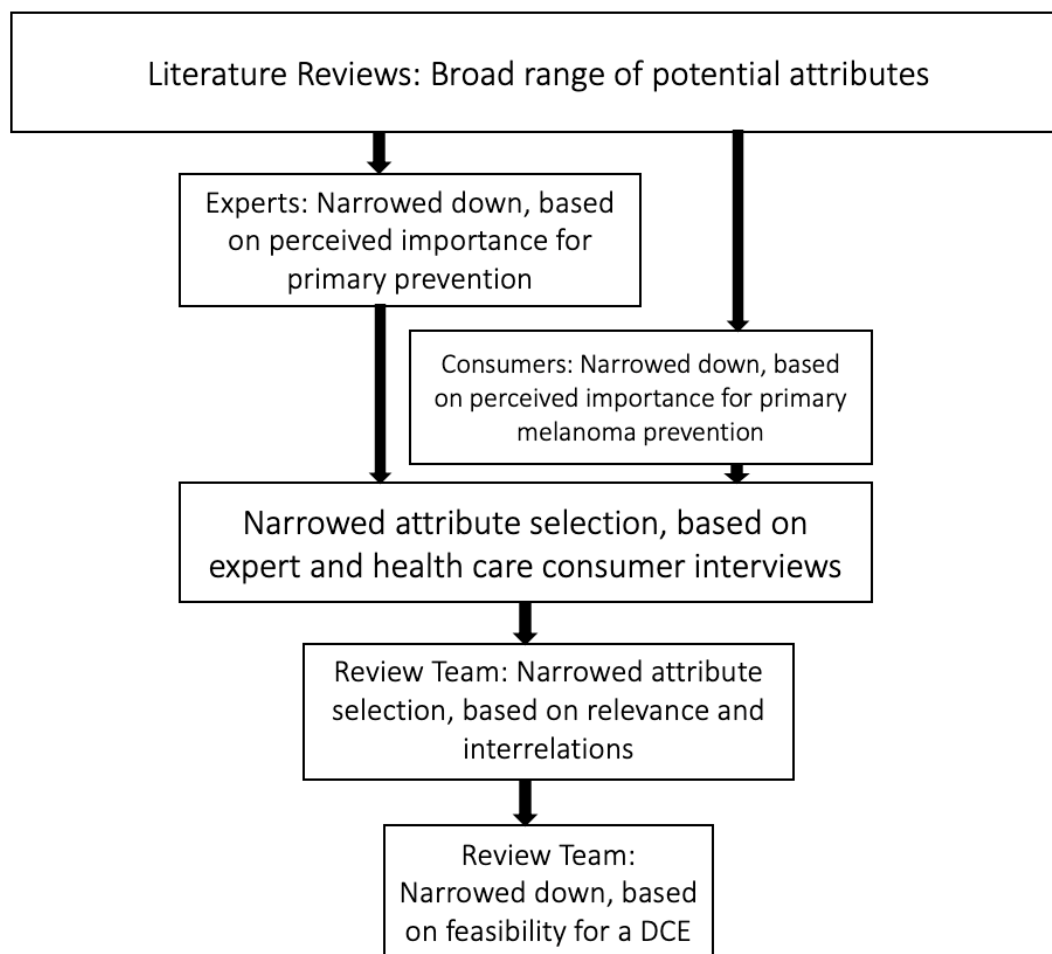 Literature Reviews: Broad range of potential attributes
Experts: Narrowed down, based
on perceived importance for
primary prevention
Consumers: Narrowed down, based
on perceived importance for primary
melanoma prevention
Narrowed attribute selection, based on
expert and health care consumer interviews
Review Team: Narrowed attribute
selection, based on relevance and
interrelations
Review Team:
Narrowed down, based
on feasibility for a DCE